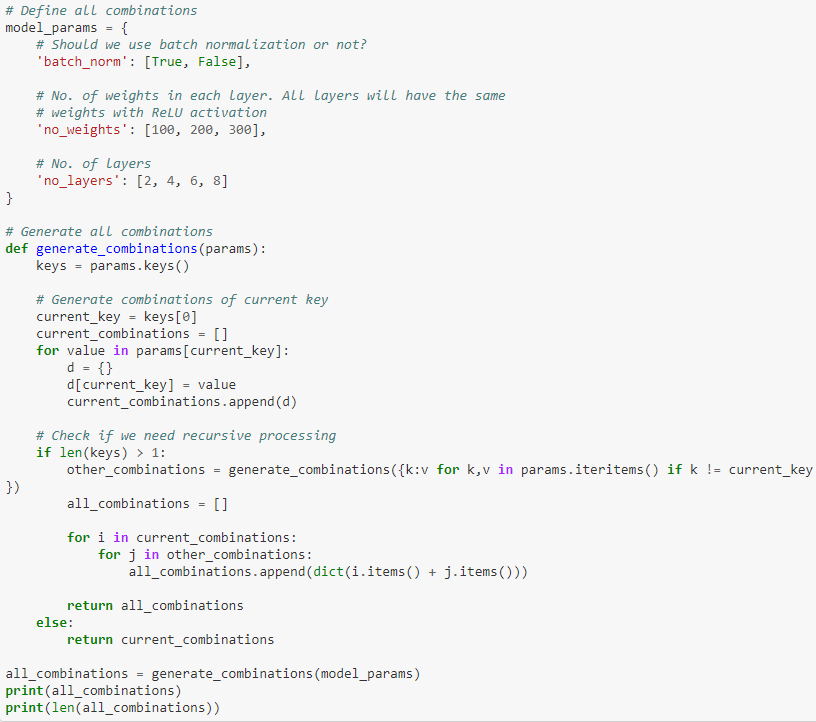 # Define all combinations
model_params = {
    # Should we use batch normalization or not?
    'batch_norm': [True, False],

    # No. of weights in each layer. All layers will have the same
    # weights with ReLU activation
    'no_weights': [100, 200, 300],

    # No. of layers
    'no_layers': [2, 4, 6, 8]
}

# Generate all combinations
def generate_combinations(params):
    keys = params.keys()

    # Generate combinations of current key
    current_key = keys[0]
    current_combinations = []
    for value in params[current_key]:
        d = {}
        d[current_key] = value
        current_combinations.append(d)

    # Check if we need recursive processing
    if len(keys) > 1:
        other_combinations = generate_combinations({k:v for k,v in params.iteritems() if k != current_key
})
        all_combinations = []

        for i in current_combinations:
            for j in other_combinations:
                all_combinations.append(dict(i.items() + j.items()))

        return all_combinations
    else:
        return current_combinations

all_combinations = generate_combinations(model_params)
print(all_combinations)
print(len(all_combinations))